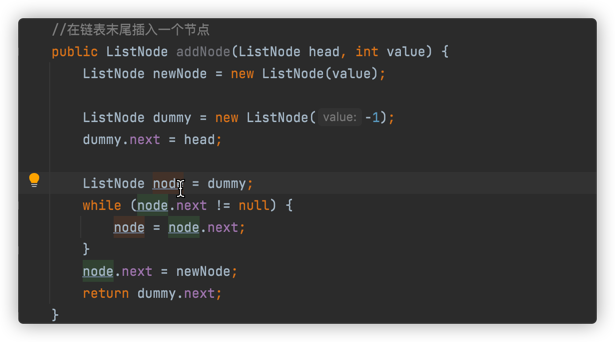 //在链表末尾插入一个节点
public ListNode addNode(ListNode head, int value) {
ListNode newNode = new ListNode(value);
ListNode dummy = new ListNode( value: -1);
dummy.next = head;
ListNode node = dummy;
while (node.next != null) {
node = node.next;
}
node.next = newNode;
return dummy.next;
}